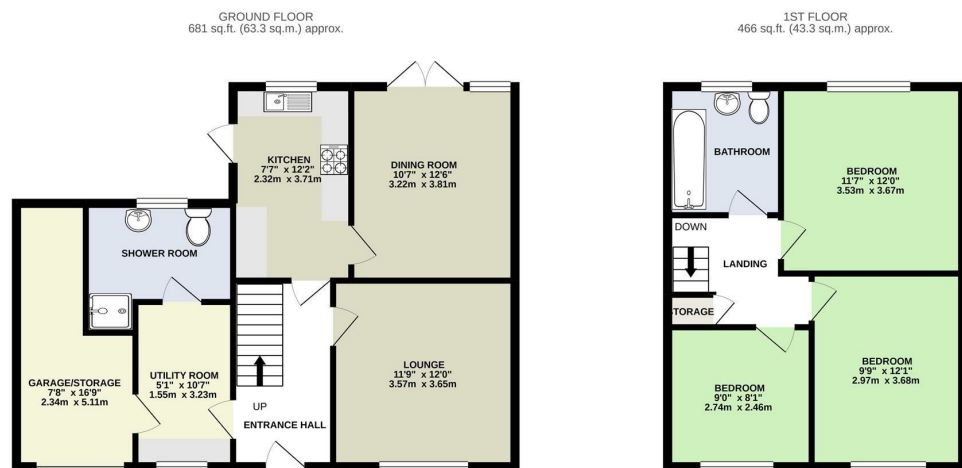 GROUND FLOOR
681 sq.ft. (63.3 sq.m.) approx.
KITCHEN
7'7" x 12'2"
2.32m x 3.71m
DINING ROOM
10'7" x 12'6"
3.22m x 3.81m
SHOWER ROOM
GARAGE/STORAGE
7'8" x 16'9"
2.34m x 5.11m
UTILITY ROOM
5'1" x 10'7"
1.55m x 3.23m
UP
ENTRANCE HALL
LOUNGE
11'9" x 12'0"
3.57m x 3.65m
1ST FLOOR
466 sq.ft. (43.3 sq.m.) approx.
BATHROOM
BEDROOM
11'7" x 12'0"
3.53m x 3.67m
DOWN
LANDING
STORAGE
BEDROOM
9'0" x 8'1"
2.74m x 2.46m
BEDROOM
9'9" x 12'1"
2.97m x 3.68m